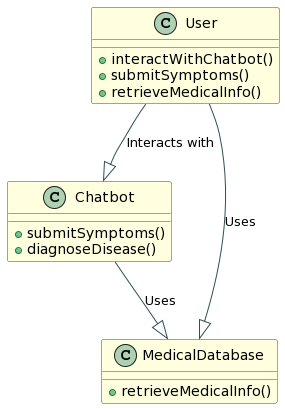 C User
interactWithChatbot()
submitSymptoms()
retrieveMedicalInfo()
Interacts with
C Chatbot
submitSymptoms()
diagnoseDisease()
Uses
Uses
C MedicalDatabase
retrieveMedicalInfo()